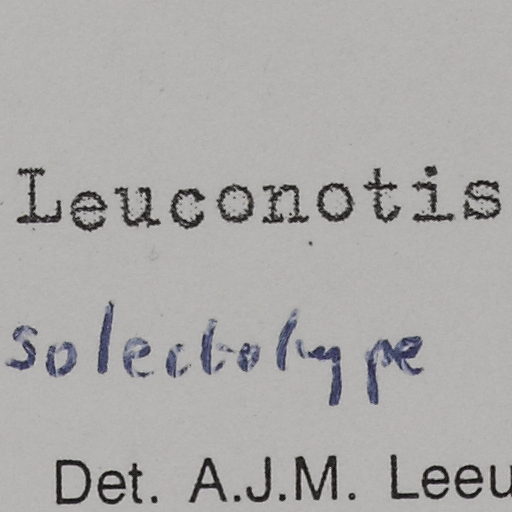 Leuconotis
solectotype
Det. A.J.M. Leeu